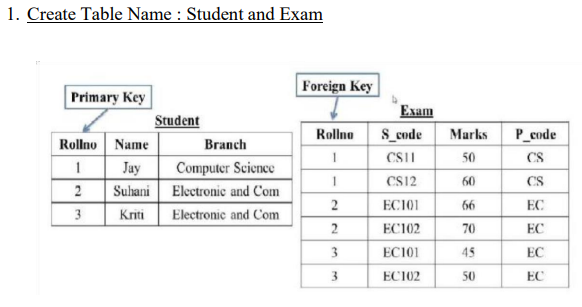 1. Create Table Name : Student and Exam
Primary Key
Student
Rollno Name Branch
1 Jay Computer Science
2 Suhani Electronic and Com
3 Kriti Electronic and Com
Foreign Key
Exam
Rollno S_code Marks P_code
1 CS11 50 CS
1 CS12 60 CS
2 EC101 66 EC
2 EC102 70 EC
3 EC101 45 EC
3 EC102 50 EC